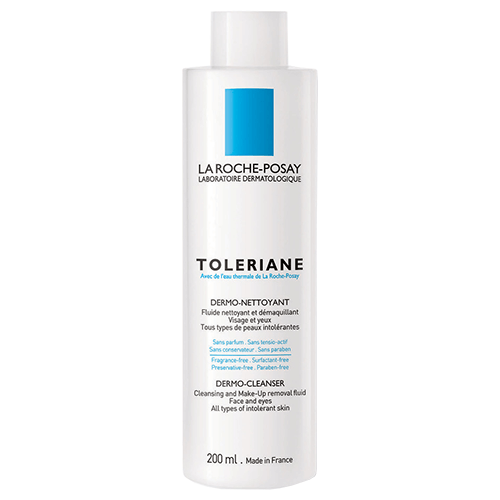 LA ROCHE-POSAY
LABORATOIRE DERMATOLOGIQUE
TOLERIANE
Avec de l'eau thermale de La Roche-Posay
DERMO-NETTOYANT
Fluide nettoyant et démaquillant
Visage et yeux
Tous types de peaux intolérantes
Sans parfum . Sans tensio-actif
Sans conservateur . Sans paraben
Fragrance-free . Surfactant-free
Preservative-free . Paraben-free
DERMO-CLEANSER
Cleansing and Make-Up removal fluid
Face and eyes
All types of intolerant skin
200 ml . Made in France